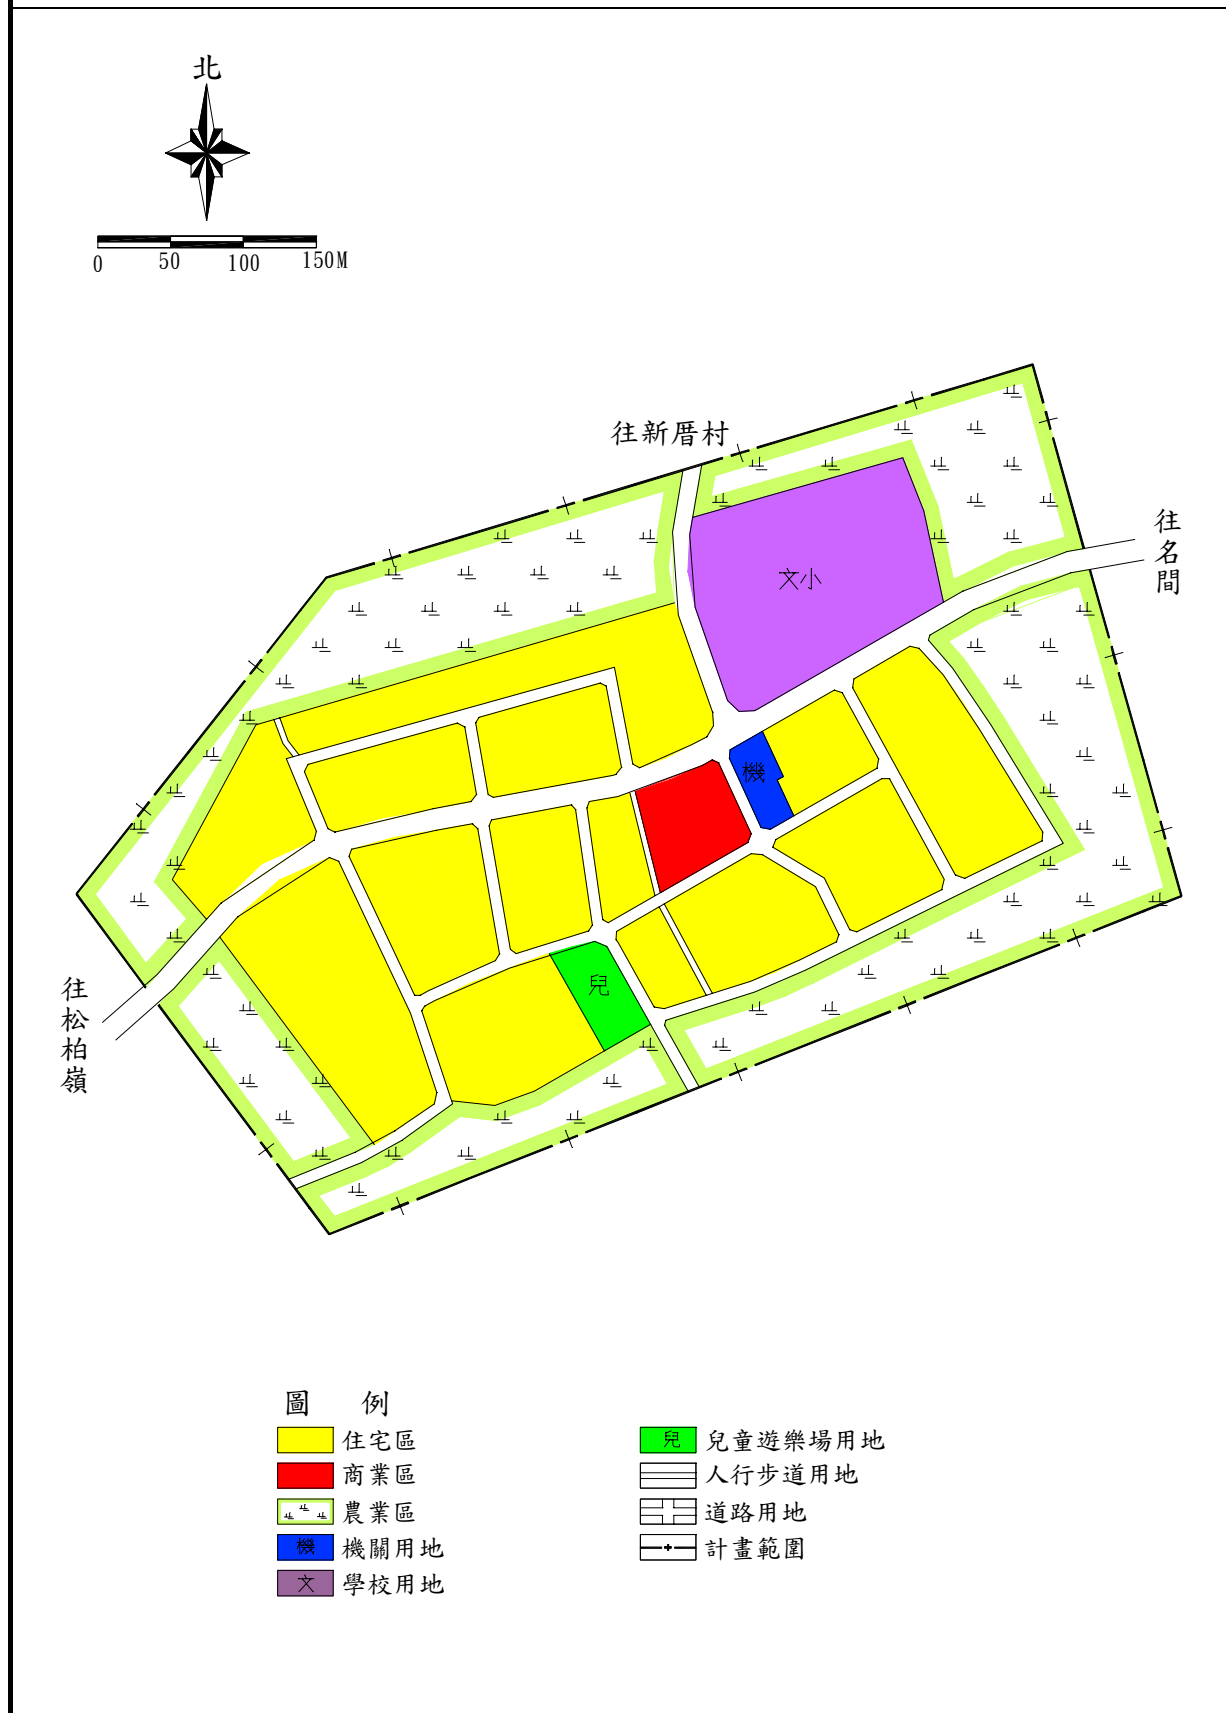 北
0 50 100 150M
往新厝村
往名間
文小
機
兒
往松柏嶺
圖 例
住宅區
商業區
農業區
機 機關用地
文 學校用地
兒 兒童遊樂場用地
人行步道用地
道路用地
計畫範圍